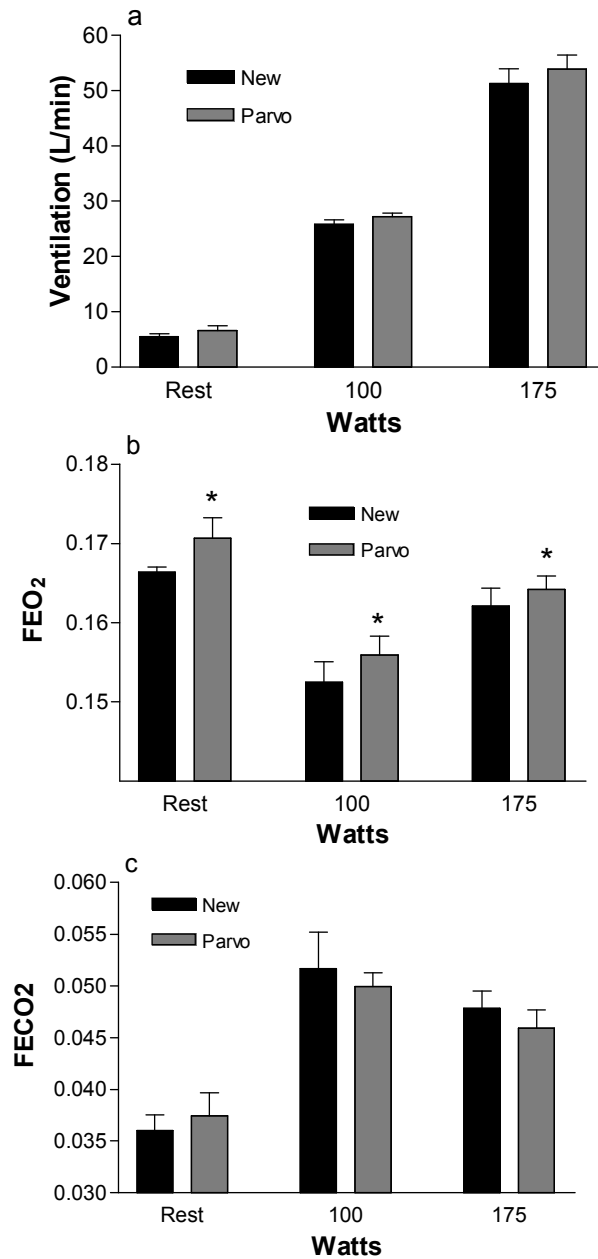 a
60
50
40
30
20
10
0
Ventilation (L/min)
New
Parvo
Rest 100 175
Watts
b
0.18
0.17
0.16
0.15
FEO2
New
Parvo
*
*
*
Rest 100 175
Watts
c
0.060
0.055
0.050
0.045
0.040
0.035
0.030
FECO2
New
Parvo
Rest 100 175
Watts